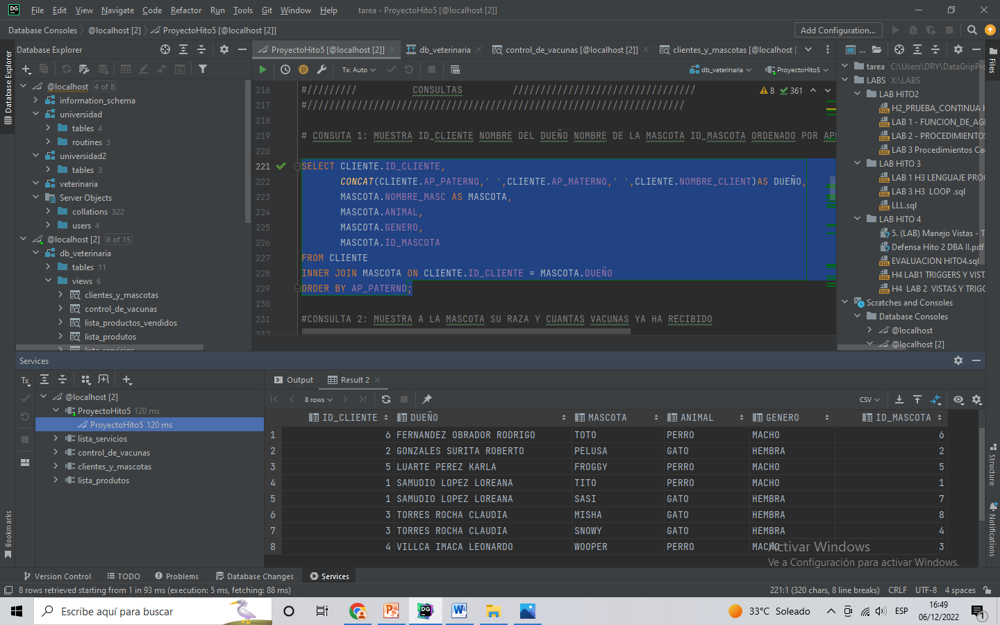 DG File Edit View Navigate Code Refactor Run Tools Git Window Help tarea - ProyectoHito5 [@localhost [2]]
Database Consoles @localhost [2] ProyectoHito5 [@localhost [2]] Add Configuration...
Database Explorer
Database Explorer
@localhost 4 of 8
information_schema
universidad
tables 4
routines 3
universidad2
tables 3
veterinaria
Server Objects
collations 322
users 4
@localhost [2] 8 of 15
db_veterinaria
tables 11
views 6
clientes_y_mascotas
control_de_vacunas
lista_productos_vendidos
lista_produtos
lista_servicios
ProyectoHito5 [@localhost [2]] db_veterinaria control_de_vacunas [@localhost [2]] clientes_y_mascotas [@localhost [
Tx: Auto db_veterinaria ProyectoHito5
8 361
216 #///////// CONSULTAS /////////////////////////////////
217 #////////////////////////////////////////////////////////////////////
218
219 # CONSUTA 1: MUESTRA ID_CLIENTE NOMBRE DEL DUEÑO NOMBRE DE LA MASCOTA ID_MASCOTA ORDENADO POR APE
220
221 SELECT CLIENTE.ID_CLIENTE,
222 CONCAT(CLIENTE.AP_PATERNO,' ',CLIENTE.AP_MATERNO,' ',CLIENTE.NOMBRE_CLIENT)AS DUEÑO,
223 MASCOTA.NOMBRE_MASC AS MASCOTA,
224 MASCOTA.ANIMAL,
225 MASCOTA.GENERO,
226 MASCOTA.ID_MASCOTA
227 FROM CLIENTE
228 INNER JOIN MASCOTA ON CLIENTE.ID_CLIENTE = MASCOTA.DUEÑO
229 ORDER BY AP_PATERNO;
230
231 #CONSULTA 2: MUESTRA A LA MASCOTA SU RAZA Y CUANTAS VACUNAS YA HA RECIBIDO
232
...
tarea C:\Users\DRY\DataGripPro
LABS X:\LABS
LAB HITO2
H2_PRUEBA_CONTINUA H
LAB 1 - FUNCION_DE_AG
LAB 2 - PROCEDIMIENTOS
LAB 3 Procedimientos Ca
LAB HITO 3
LAB 1 H3 LENGUAJE PROC
LAB 3 H3 LOOP .sql
LLL.sql
LAB HITO 4
5. (LAB) Manejo Vistas - T
Defensa Hito 2 DBA II.pdf
EVALUACION HITO4.sql
H4 LAB1 TRIGGERS Y VIST
H4 LAB 2 VISTAS Y TRIGG
Scratches and Consoles
Database Consoles
@localhost
@localhost [2]
Files
Structure
Notifications
Bookmarks
Services
Tx
@localhost [2]
ProyectoHito5 120 ms
ProyectoHito5 120 ms
lista_servicios
control_de_vacunas
clientes_y_mascotas
lista_produtos
Output Result 2
8 rows CSV
ID_CLIENTE DUEÑO MASCOTA ANIMAL GENERO ID_MASCOTA
1 6 FERNANDEZ OBRADOR RODRIGO TOTO PERRO MACHO 6
2 2 GONZALES SURITA ROBERTO PELUSA GATO HEMBRA 2
3 5 LUARTE PEREZ KARLA FROGGY PERRO MACHO 5
4 1 SAMUDIO LOPEZ LOREANA TITO PERRO MACHO 1
5 1 SAMUDIO LOPEZ LOREANA SASI GATO HEMBRA 7
6 3 TORRES ROCHA CLAUDIA MISHA GATO HEMBRA 8
7 3 TORRES ROCHA CLAUDIA SNOWY GATO HEMBRA 4
8 4 VILLCA IMACA LEONARDO WOOPER PERRO MACHO 3
Activar Windows
Ve a Configuración para activar Windows.
Version Control TODO Problems Database Changes Services
8 rows retrieved starting from 1 in 93 ms (execution: 5 ms, fetching: 88 ms) 221:1 (320 chars, 8 line breaks) CRLF UTF-8 4 spaces
Escribe aquí para buscar 33°C Soleado ESP 16:49
06/12/2022 1